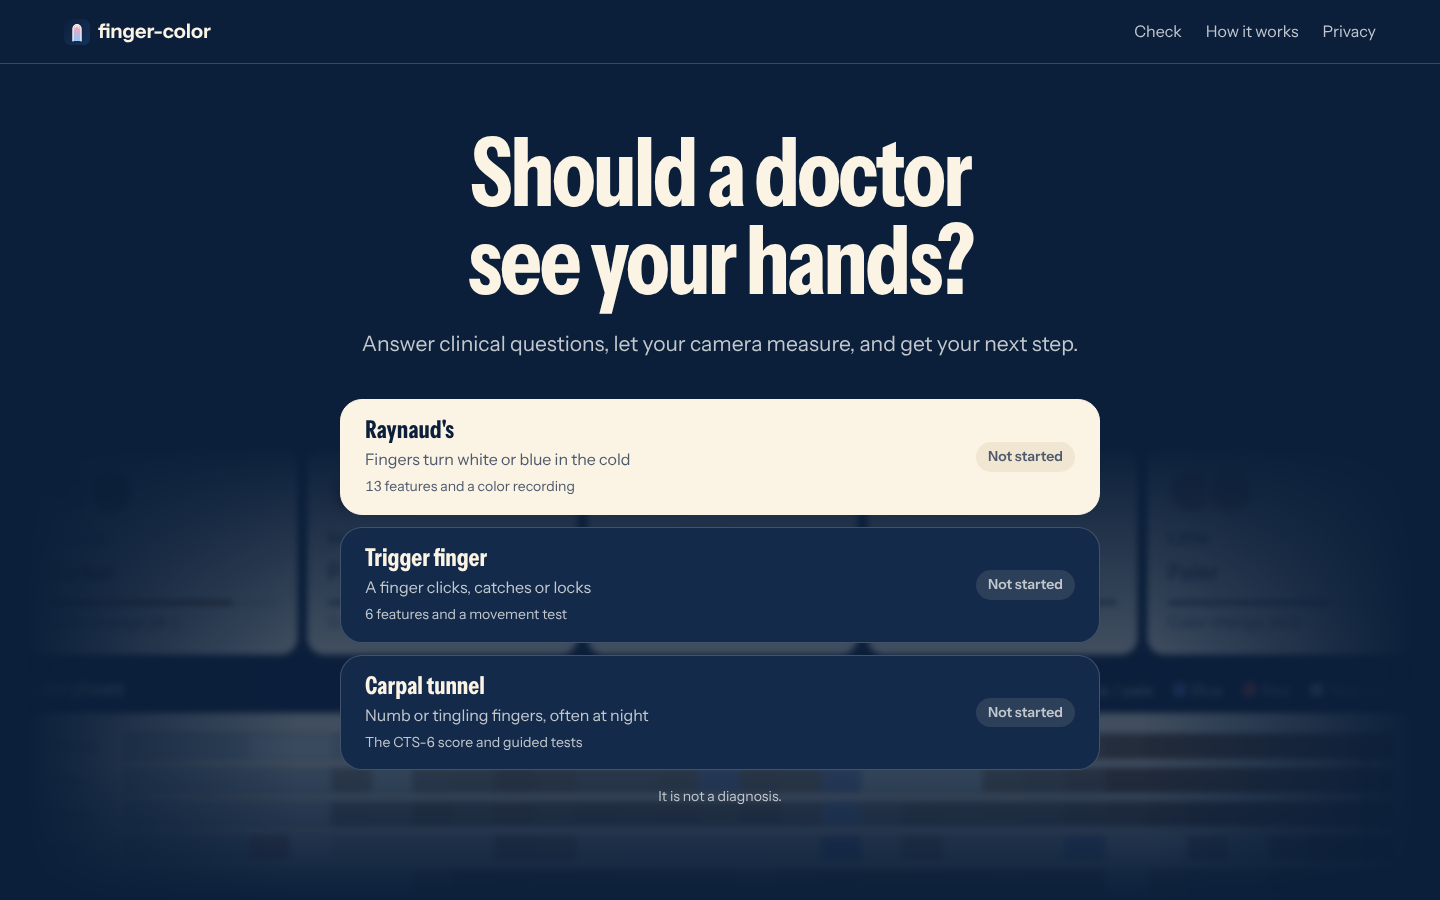 finger-color
Check
How it works
Privacy
Should a doctor
see your hands?
Answer clinical questions, let your camera measure, and get your next step.
Raynaud's
Fingers turn white or blue in the cold
13 features and a color recording
Not started
Trigger finger
A finger clicks, catches or locks
6 features and a movement test
Not started
Carpal tunnel
Numb or tingling fingers, often at night
The CTS-6 score and guided tests
Not started
It is not a diagnosis.